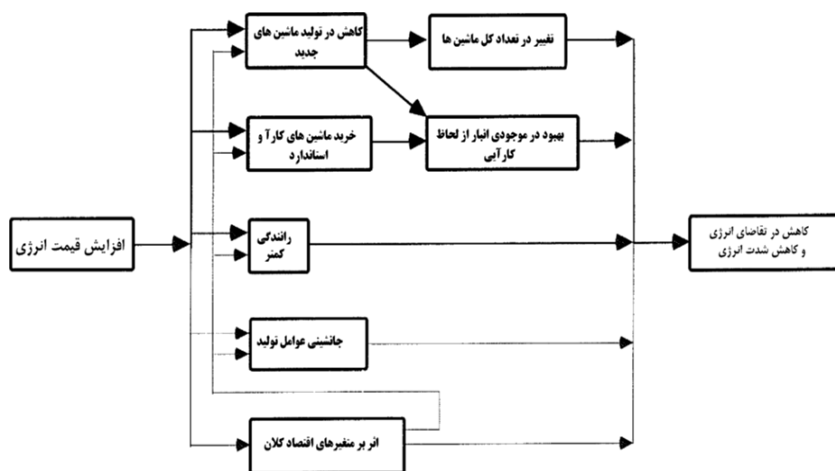 کاهش در تولید ماشین های
جدید
تغییر در تعداد کل ماشین ها
خرید ماشین های کارآ و
استاندارد
بهبود در موجودی انبار از لحاظ
کارآیی
افزایش قیمت انرژی
رانندگی
کمتر
کاهش در تقاضای انرژی
و کاهش شدت انرژی
جانشینی عوامل تولید
اثر بر متغیرهای اقتصاد کلان